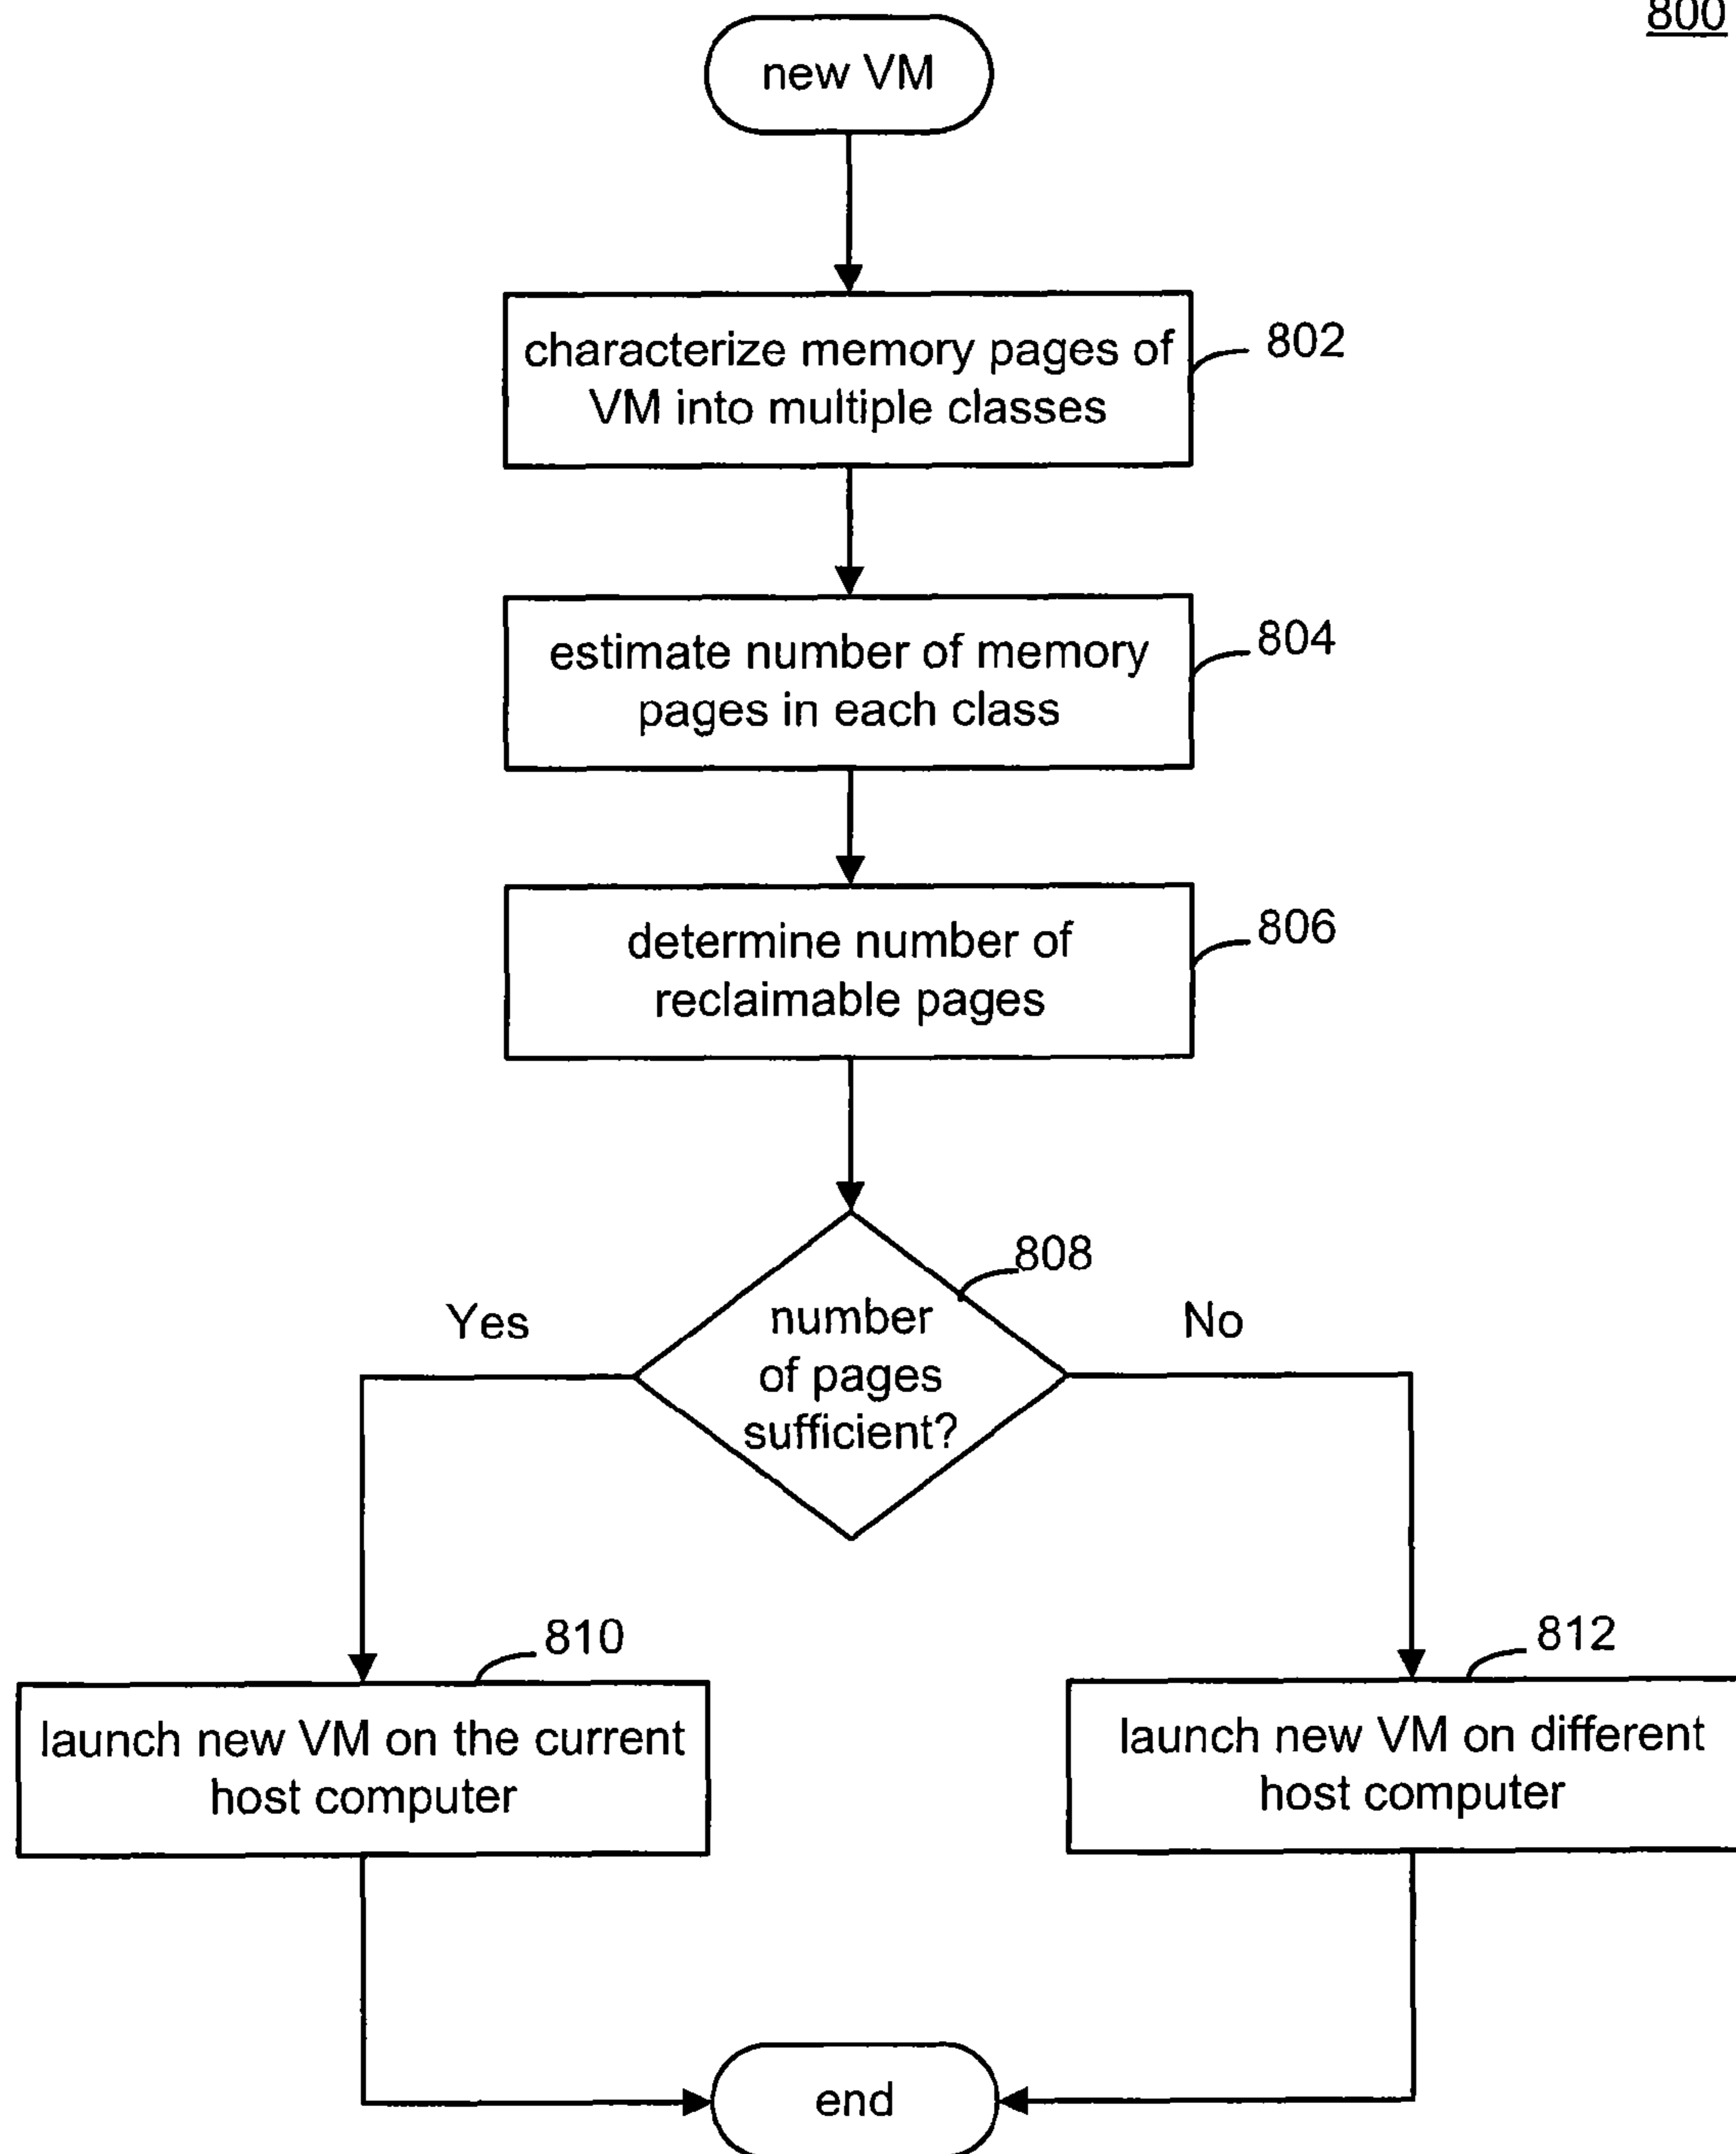 800
new VM
characterize memory pages of
VM into multiple classes
802
estimate number of memory
pages in each class
804
determine number of
reclaimable pages
806
808
number
of pages
sufficient?
Yes
No
810
launch new VM on the current
host computer
812
launch new VM on different
host computer
end